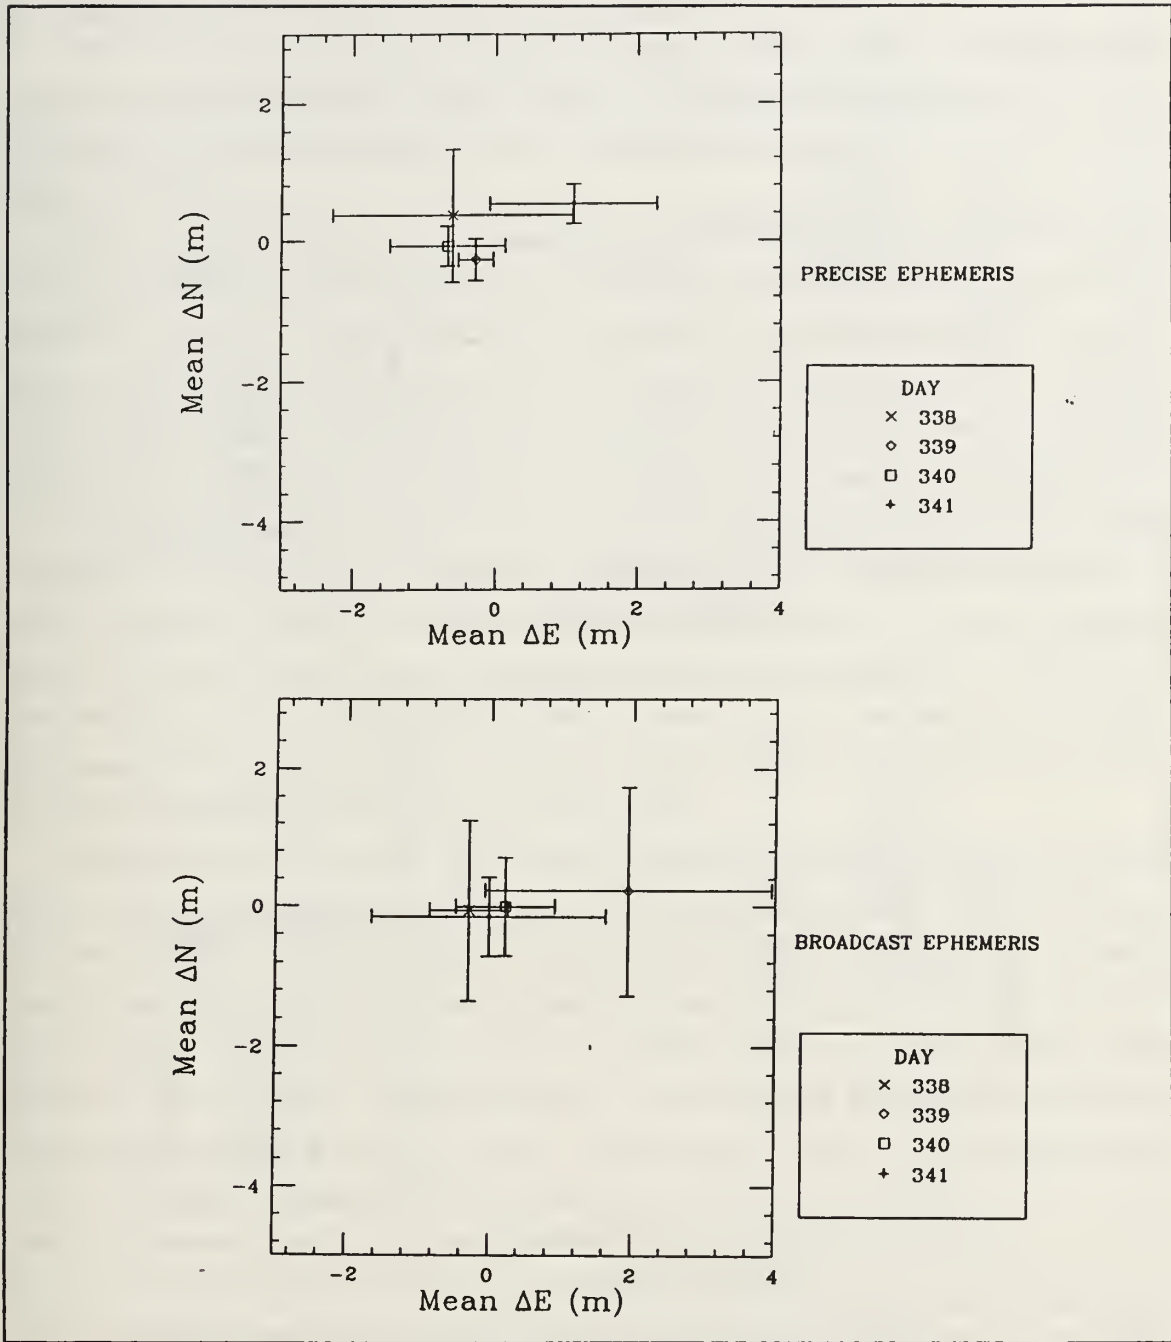 2
0
-2
-4
Mean ΔN (m)
-2 0 2 4
Mean ΔE (m)
PRECISE EPHEMERIS
DAY
× 338
◇ 339
□ 340
+ 341
2
0
-2
-4
Mean ΔN (m)
-2 0 2 4
Mean ΔE (m)
BROADCAST EPHEMERIS
DAY
× 338
◇ 339
□ 340
+ 341